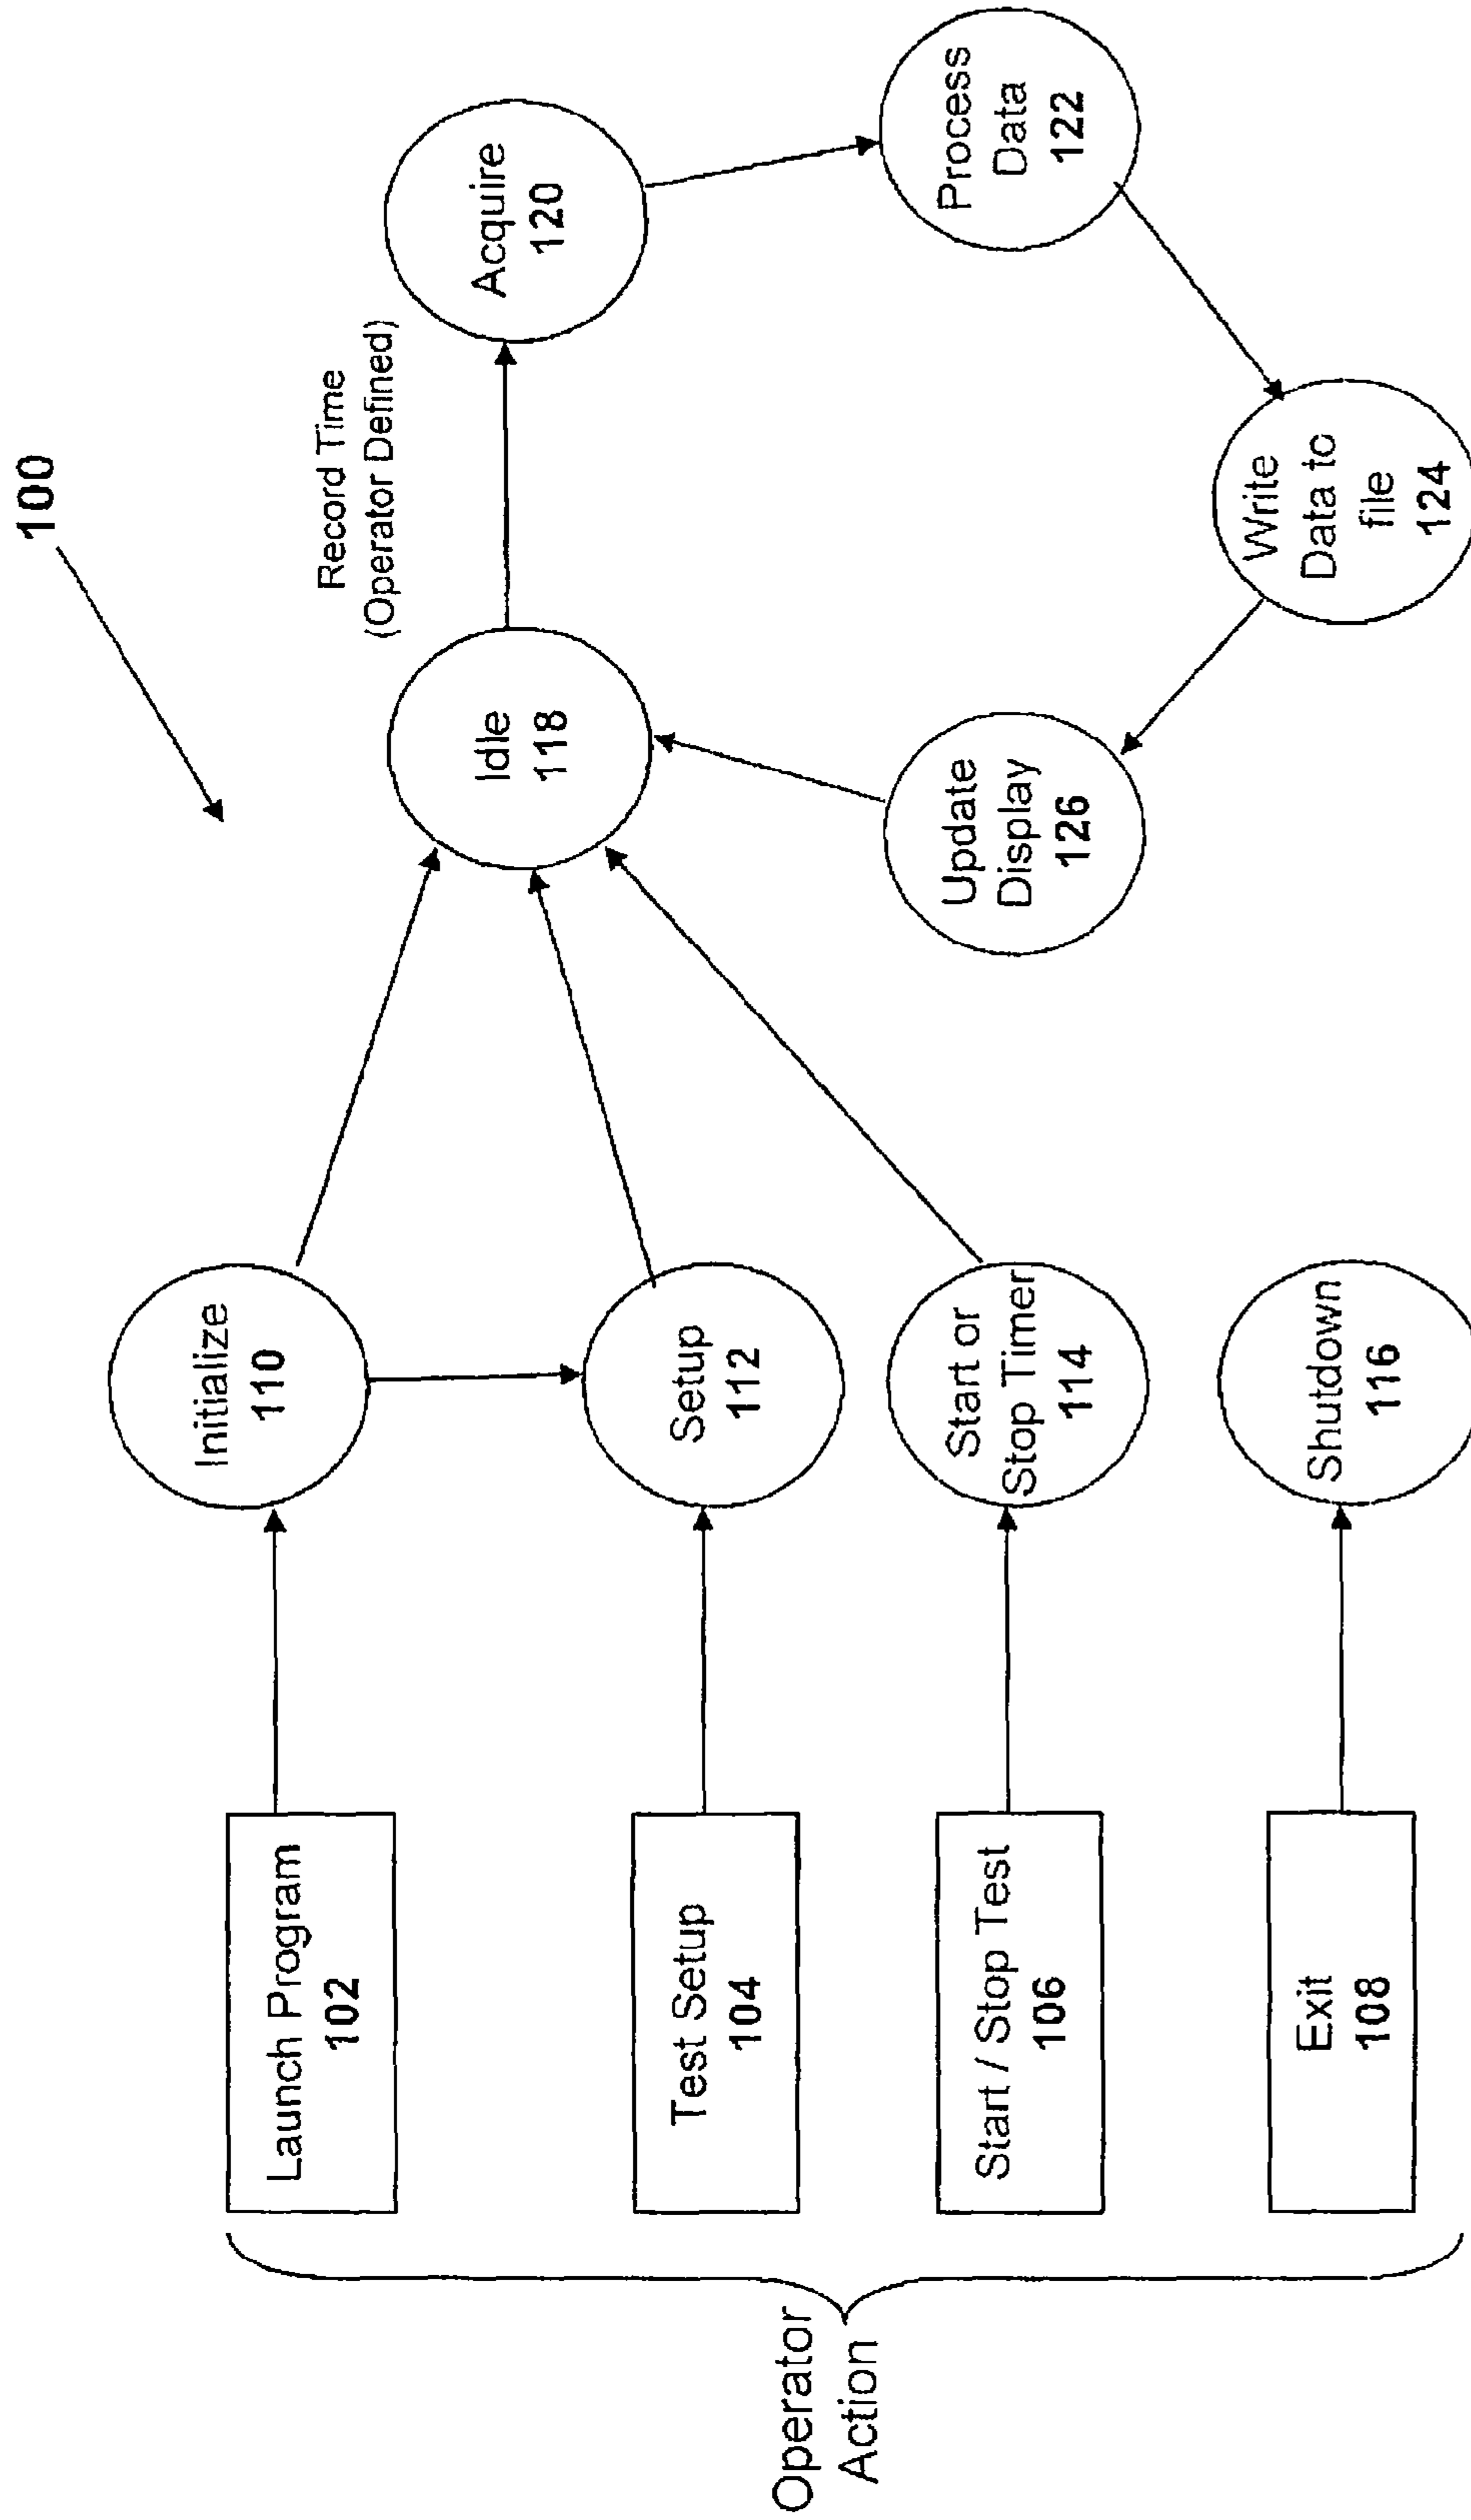 100
Record Time
(Operator Defined)
Initialize
110
Idle
118
Acquire
120
Launch Program
102
Setup
112
Test Setup
104
Update
Display
126
Process
Data
122
Operator
Action
Start / Stop Test
106
Start or
Stop Timer
114
Write
Data to
file
124
Exit
108
Shutdown
116